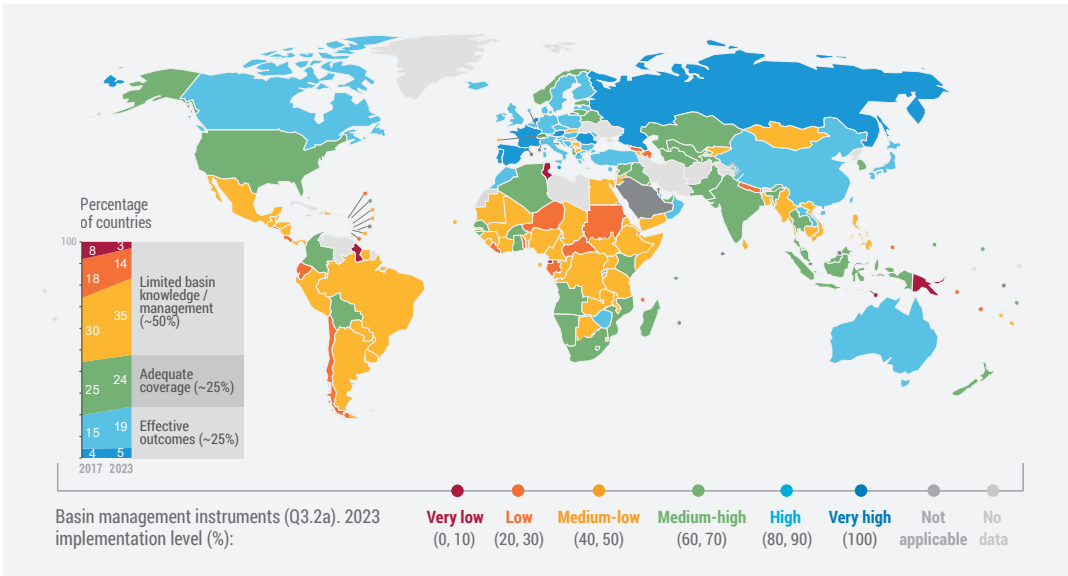 Percentage
of countries
100
8
3
18
14
30
35
25
24
15
19
4
5
2017
2023
Limited basin
knowledge /
management
(~50%)
Adequate
coverage (~25%)
Effective
outcomes (~25%)
Basin management instruments (Q3.2a). 2023
implementation level (%):
Very low
(0, 10)
Low
(20, 30)
Medium-low
(40, 50)
Medium-high
(60, 70)
High
(80, 90)
Very high
(100)
Not
applicable
No
data